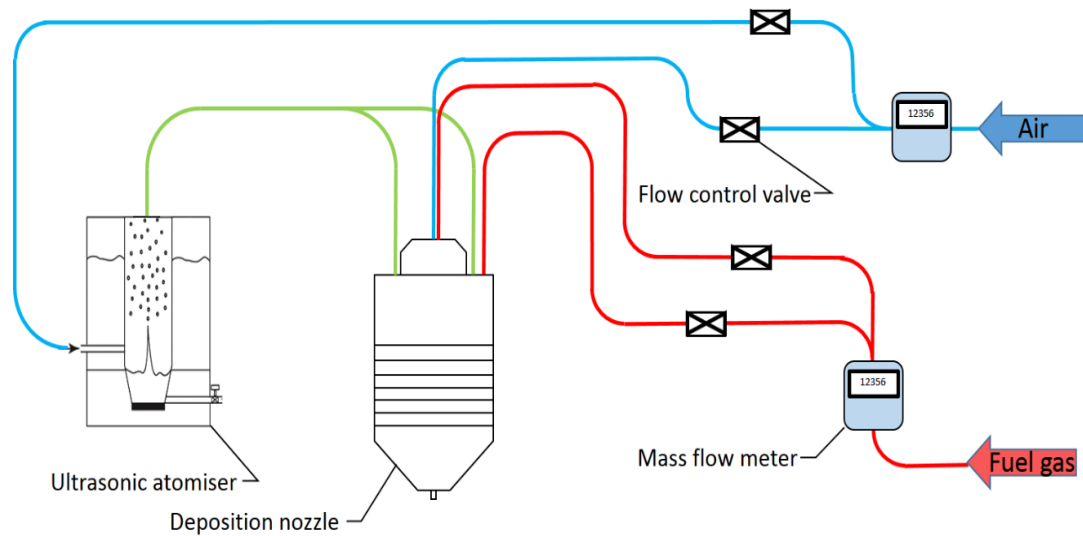 12356
Air
Flow control valve
12356
Mass flow meter
Fuel gas
Ultrasonic atomiser
Deposition nozzle